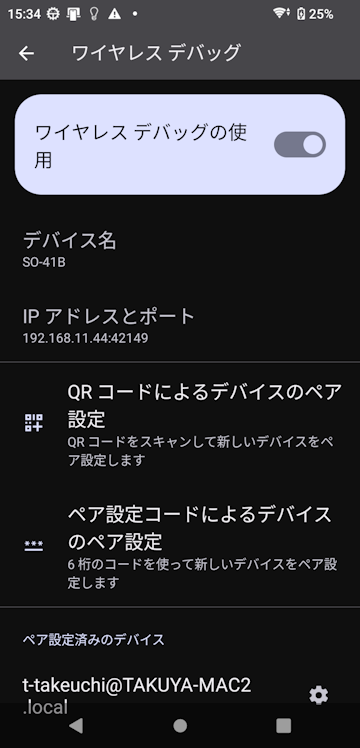 15:34 25%
ワイヤレス デバッグ
ワイヤレス デバッグの使
用
デバイス名
SO-41B
IP アドレスとポート
192.168.11.44:42149
QR コードによるデバイスのペア
設定
QR コードをスキャンして新しいデバイスをペ
ア設定します
ペア設定コードによるデバイス
のペア設定
6 桁のコードを使って新しいデバイスをペア設
定します
ペア設定済みのデバイス
t-takeuchi@TAKUYA-MAC2
.local